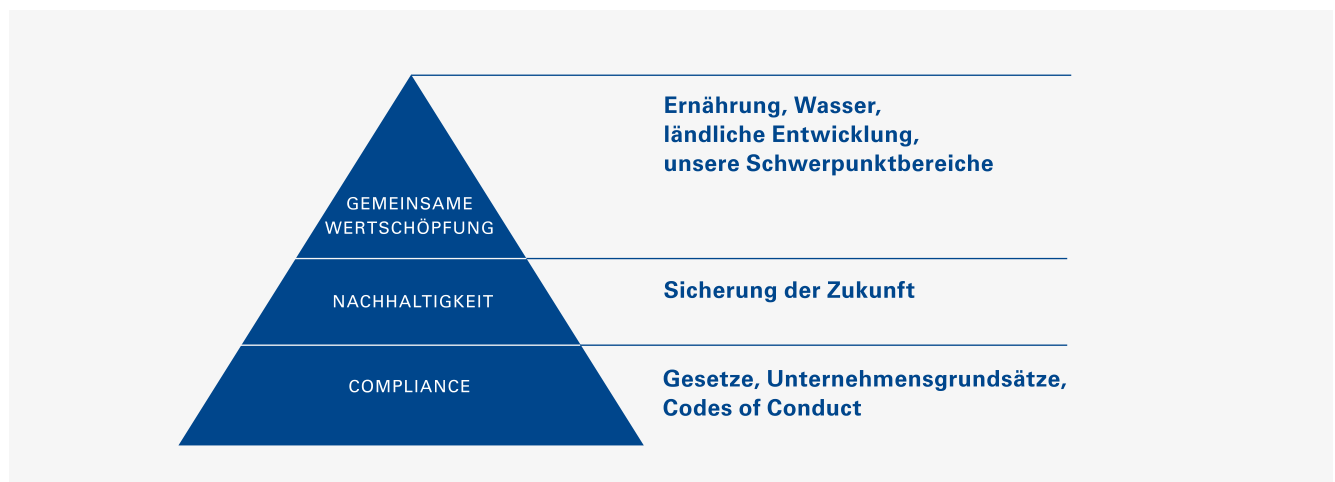 Ernährung, Wasser,
ländliche Entwicklung,
unsere Schwerpunktbereiche
GEMEINSAME
WERTSCHÖPFUNG
Sicherung der Zukunft
NACHHALTIGKEIT
Gesetze, Unternehmensgrundsätze,
Codes of Conduct
COMPLIANCE